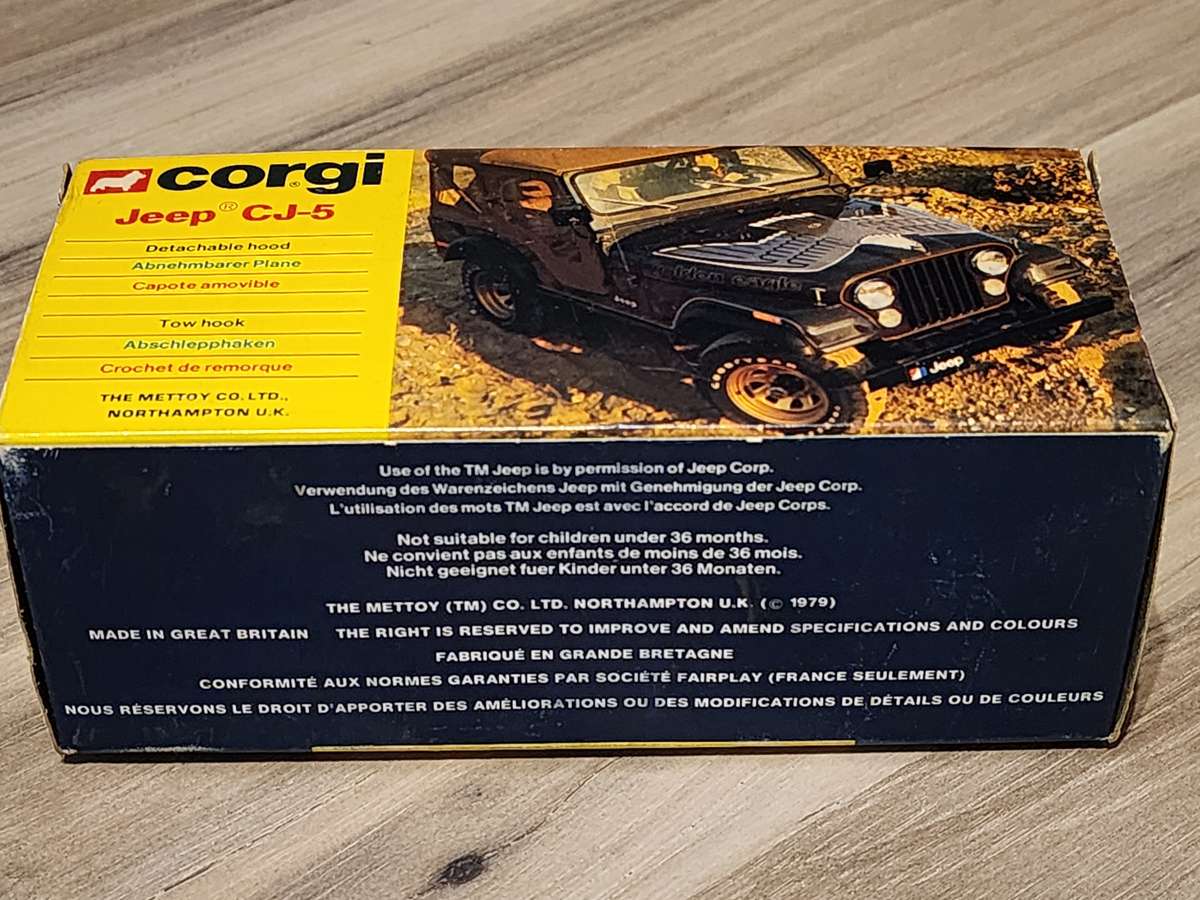 corgi®
Jeep® CJ-5
Detachable hood
Abnehmbarer Plane
Capote amovible
Tow hook
Abschlepphaken
Crochet de remorque
THE METTOY CO. LTD.,
NORTHAMPTON U.K.
golden eagle
Jeep
Use of the TM Jeep is by permission of Jeep Corp.
Verwendung des Warenzeichens Jeep mit Genehmigung der Jeep Corp.
L'utilisation des mots TM Jeep est avec l'accord de Jeep Corps.
Not suitable for children under 36 months.
Ne convient pas aux enfants de moins de 36 mois.
Nicht geeignet fuer Kinder unter 36 Monaten.
THE METTOY (TM) CO. LTD. NORTHAMPTON U.K. (© 1979)
MADE IN GREAT BRITAIN THE RIGHT IS RESERVED TO IMPROVE AND AMEND SPECIFICATIONS AND COLOURS
FABRIQUÉ EN GRANDE BRETAGNE
CONFORMITÉ AUX NORMES GARANTIES PAR SOCIÉTÉ FAIRPLAY (FRANCE SEULEMENT)
NOUS RÉSERVONS LE DROIT D'APPORTER DES AMÉLIORATIONS OU DES MODIFICATIONS DE DÉTAILS OU DE COULEURS